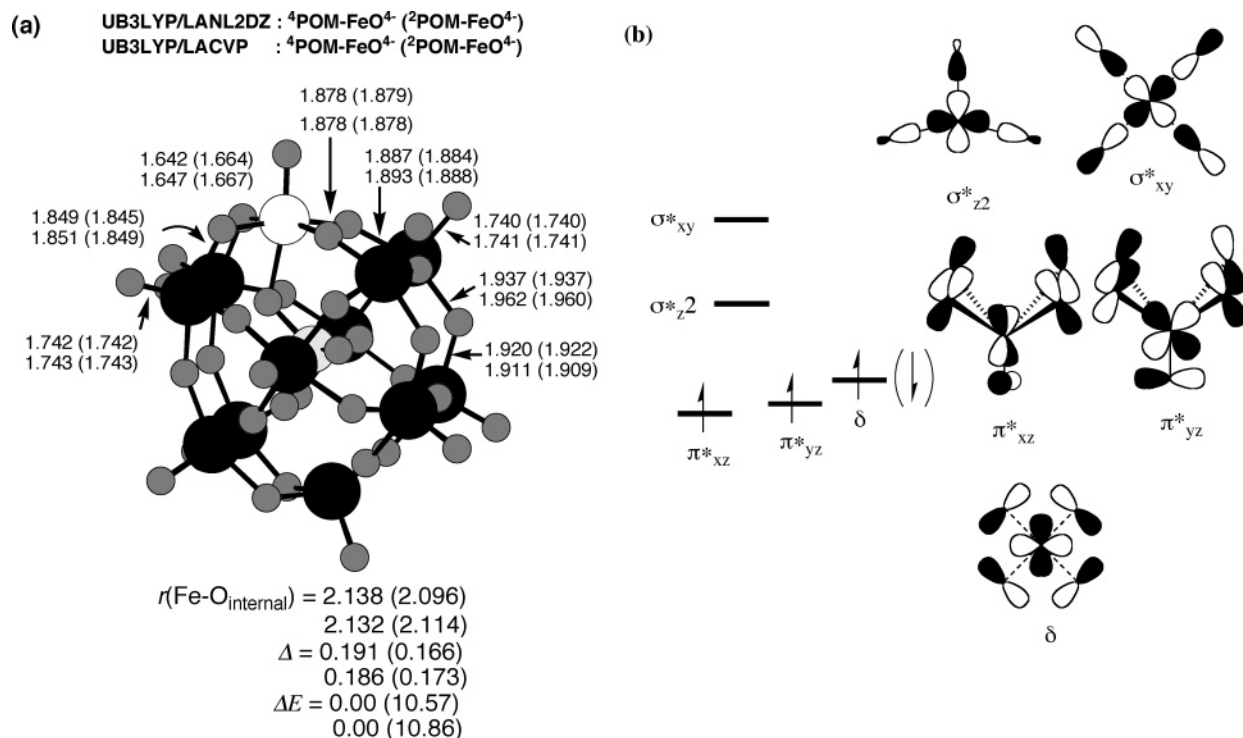 (a)
UB3LYP/LANL2DZ : ⁴POM-FeO⁴⁻ (²POM-FeO⁴⁻)
UB3LYP/LACVP : ⁴POM-FeO⁴⁻ (²POM-FeO⁴⁻)
1.878 (1.879)
1.878 (1.878)
1.642 (1.664)
1.647 (1.667)
1.887 (1.884)
1.893 (1.888)
1.849 (1.845)
1.851 (1.849)
1.740 (1.740)
1.741 (1.741)
1.937 (1.937)
1.962 (1.960)
1.742 (1.742)
1.743 (1.743)
1.920 (1.922)
1.911 (1.909)
r(Fe-Ointernal) = 2.138 (2.096)
2.132 (2.114)
Δ = 0.191 (0.166)
0.186 (0.173)
ΔE = 0.00 (10.57)
0.00 (10.86)
(b)
σ*z2
σ*xy
σ*xy
σ*z2
π*xz
π*yz
δ
( )
π*xz
π*yz
δ